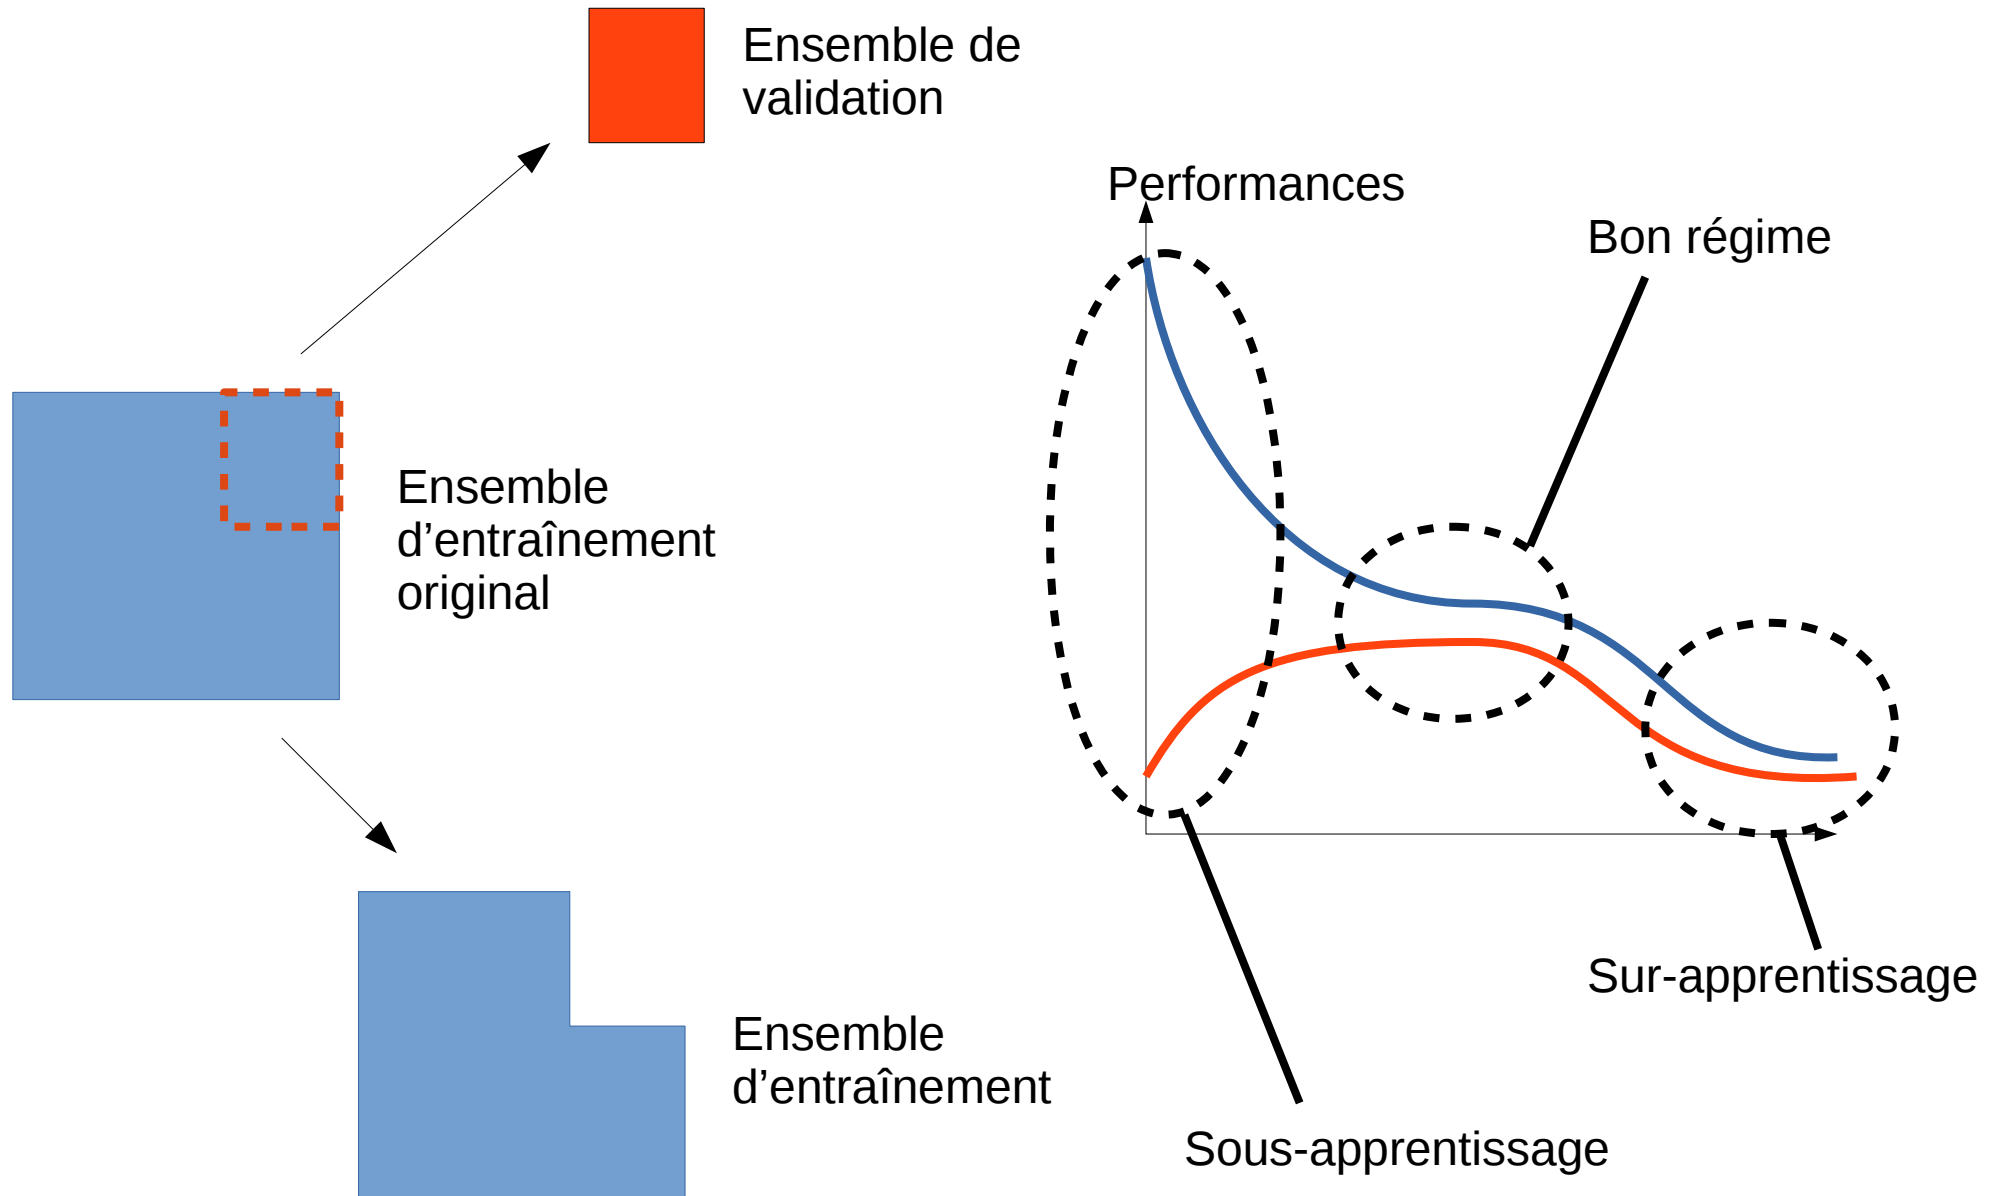 Ensemble de
validation
Performances
Bon régime
Ensemble
d’entraînement
original
Sur-apprentissage
Ensemble
d’entraînement
Sous-apprentissage